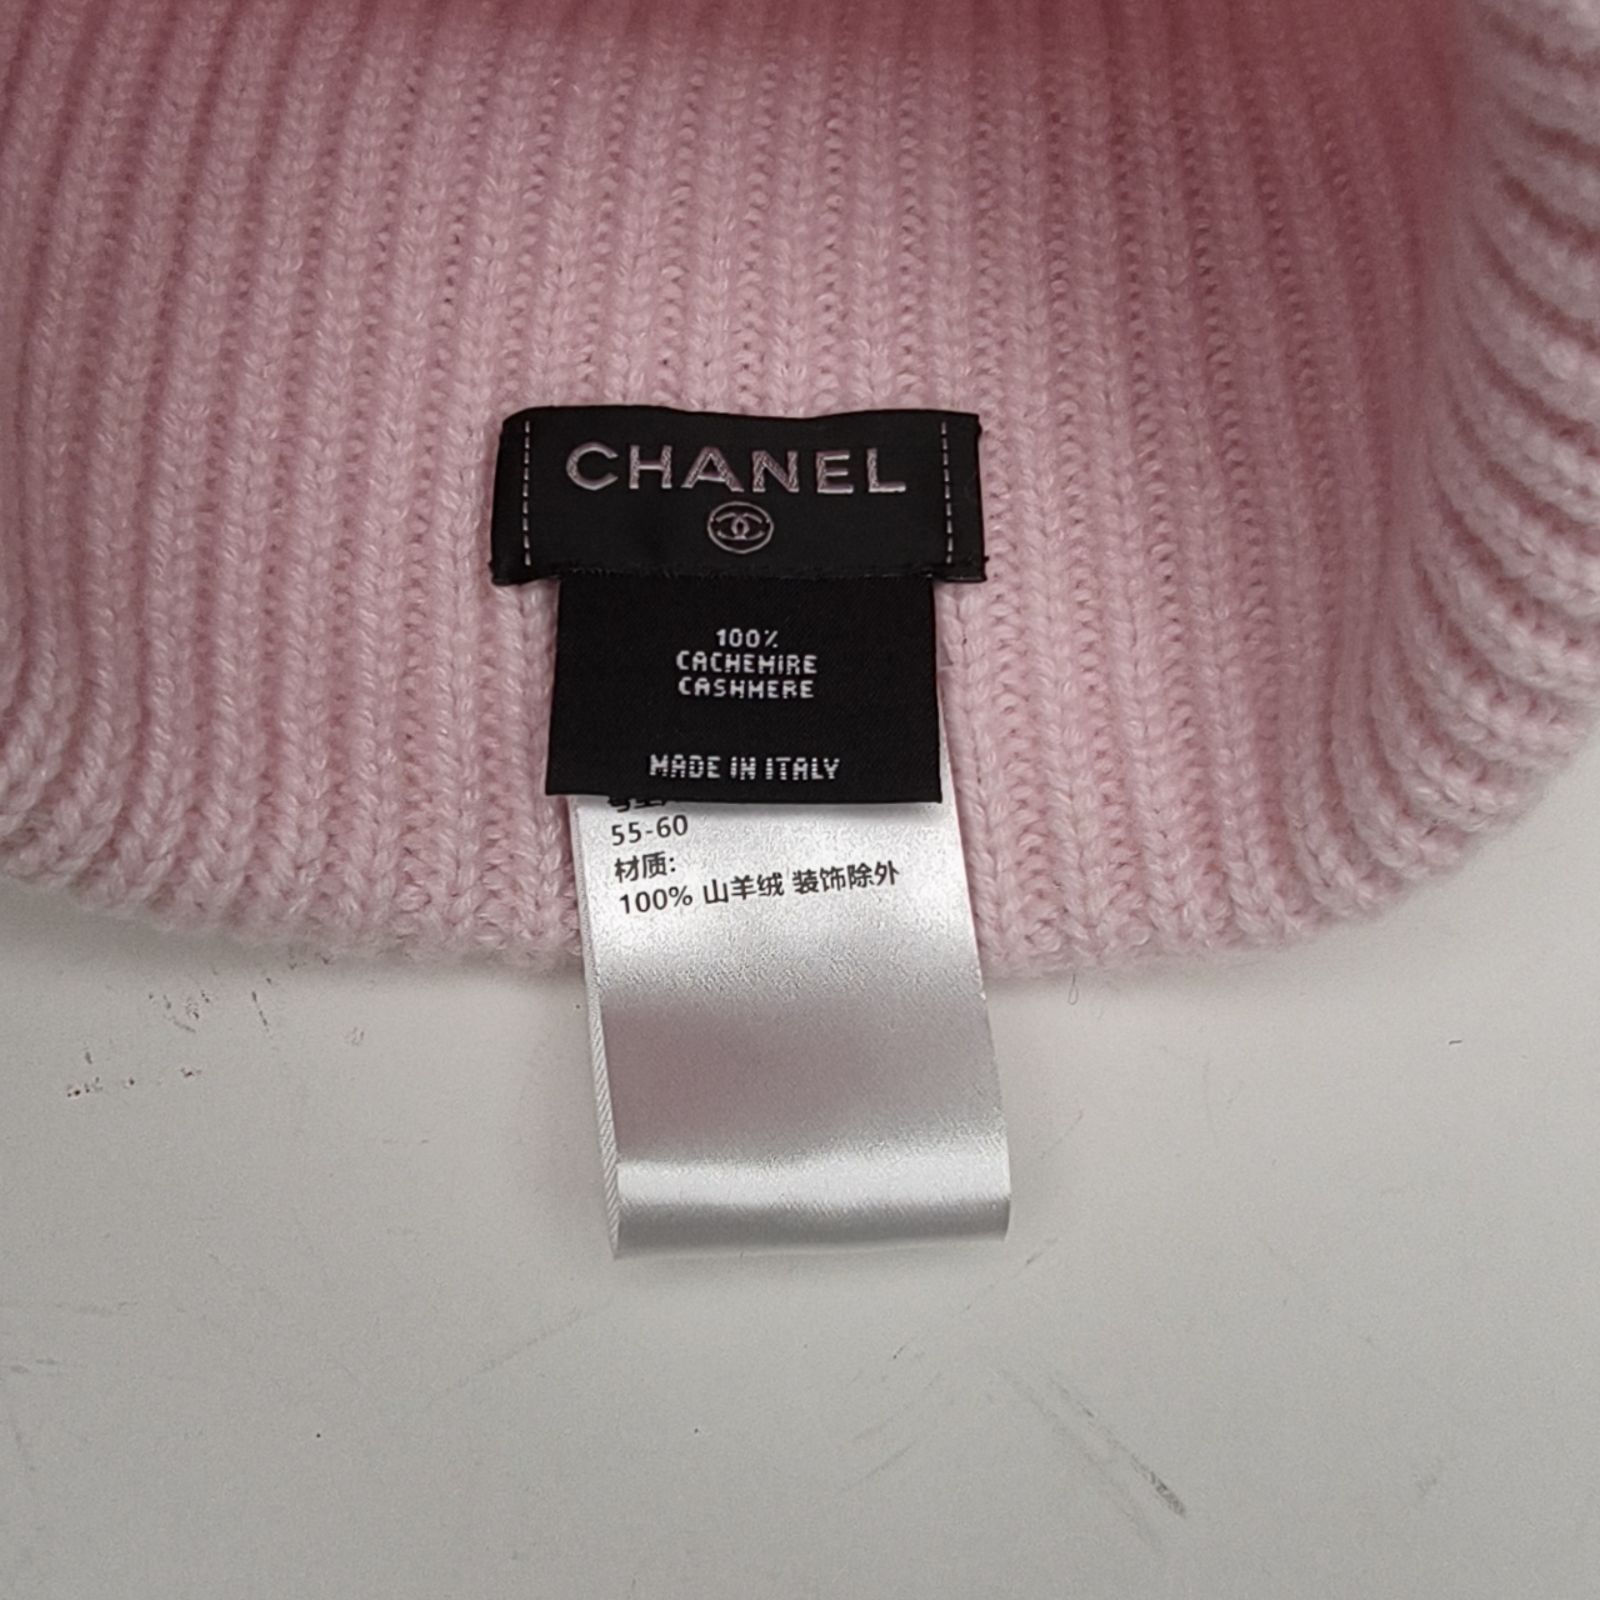 CHANEL
100%
CACHEMIRE
CASHMERE
MADE IN ITALY
55-60
材质:
100% 山羊绒 装饰除外